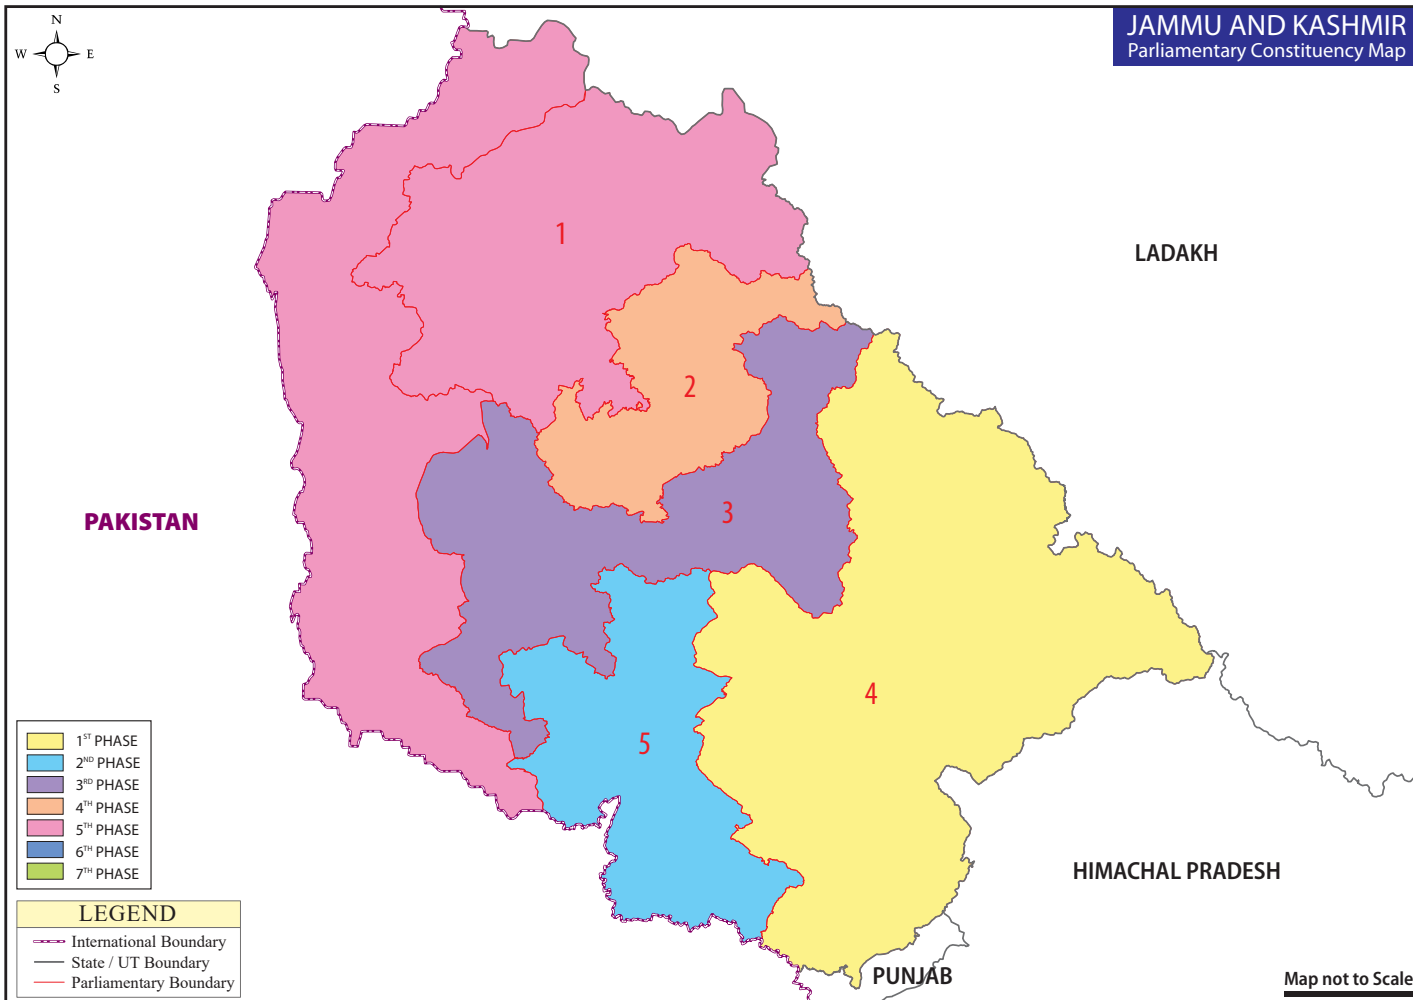 N
W E
S
JAMMU AND KASHMIR
Parliamentary Constituency Map
1
LADAKH
2
PAKISTAN
3
4
5
1ST PHASE
2ND PHASE
3RD PHASE
4TH PHASE
5TH PHASE
6TH PHASE
7TH PHASE
HIMACHAL PRADESH
LEGEND
International Boundary
State / UT Boundary
Parliamentary Boundary
PUNJAB
Map not to Scale